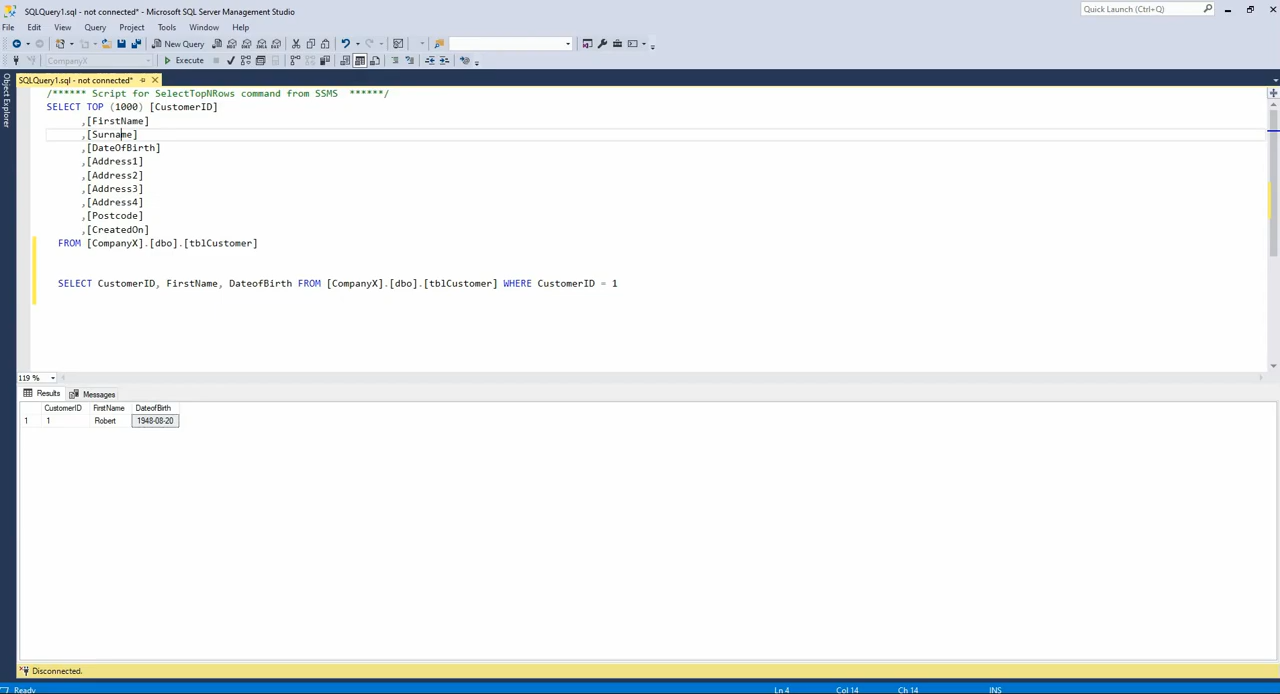 SQLQuery1.sql - not connected* - Microsoft SQL Server Management Studio
Quick Launch (Ctrl+Q)
File Edit View Query Project Tools Window Help
New Query
CompanyX
Execute
SQLQuery1.sql - not connected*
Object Explorer
/****** Script for SelectTopNRows command from SSMS ******/
SELECT TOP (1000) [CustomerID]
,[FirstName]
,[Surname]
,[DateOfBirth]
,[Address1]
,[Address2]
,[Address3]
,[Address4]
,[Postcode]
,[CreatedOn]
FROM [CompanyX].[dbo].[tblCustomer]
SELECT CustomerID, FirstName, DateofBirth FROM [CompanyX].[dbo].[tblCustomer] WHERE CustomerID = 1
119 %
Results Messages
CustomerID FirstName DateofBirth
1 1 Robert 1948-08-20
Disconnected.
Ready Ln 4 Col 14 Ch 14 INS